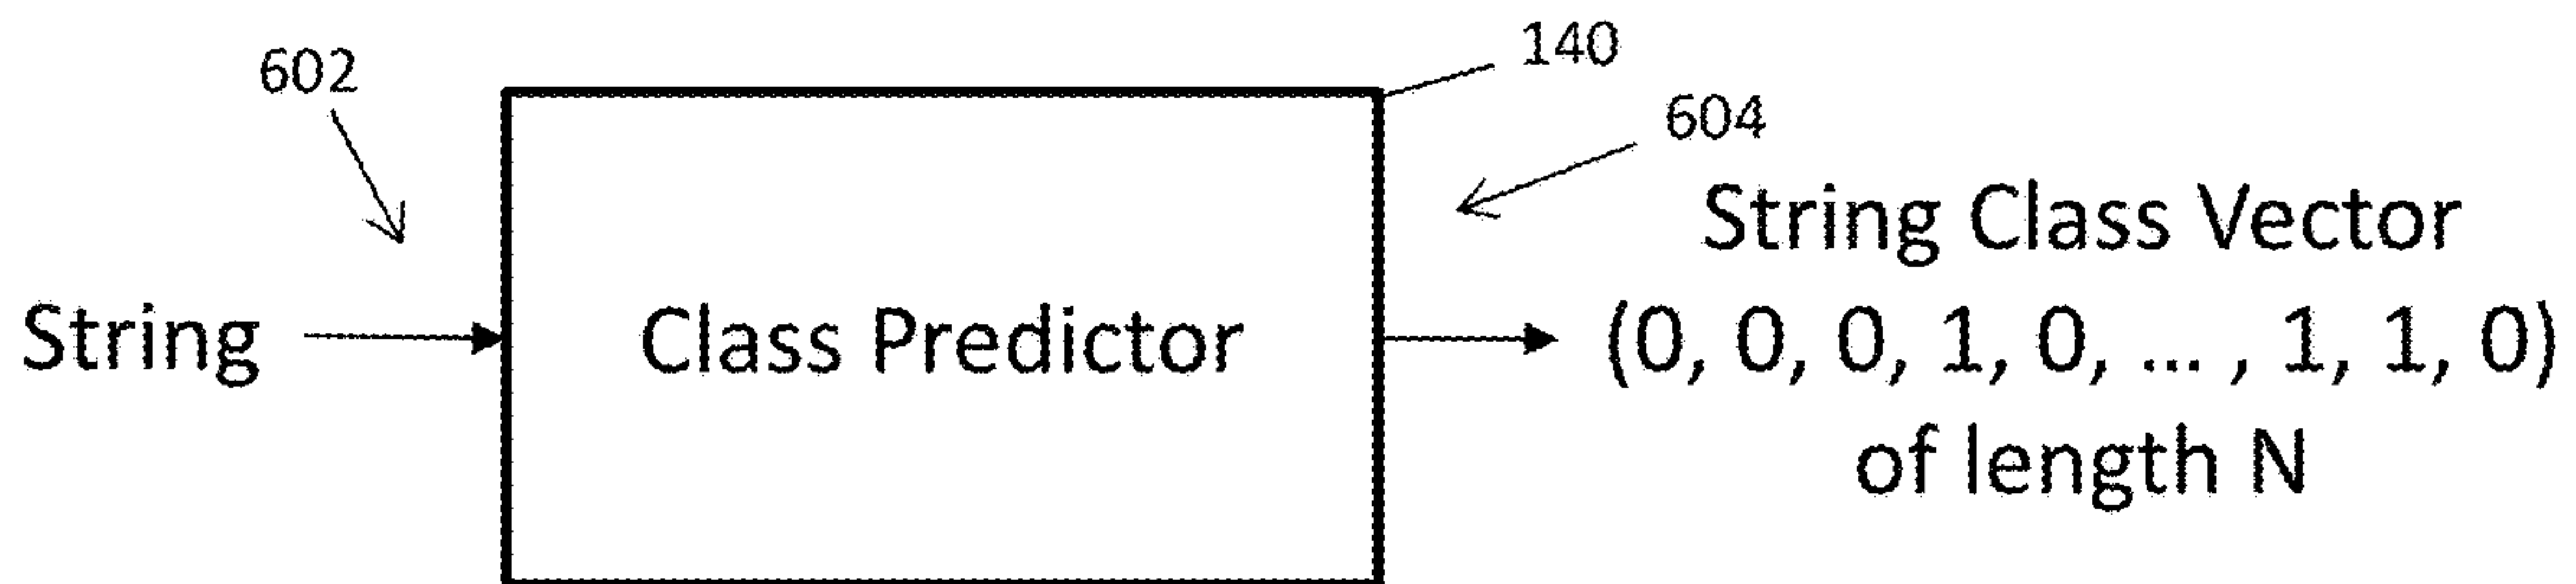 602
140
604
String
Class Predictor
String Class Vector
(0, 0, 0, 1, 0, ... , 1, 1, 0)
of length N